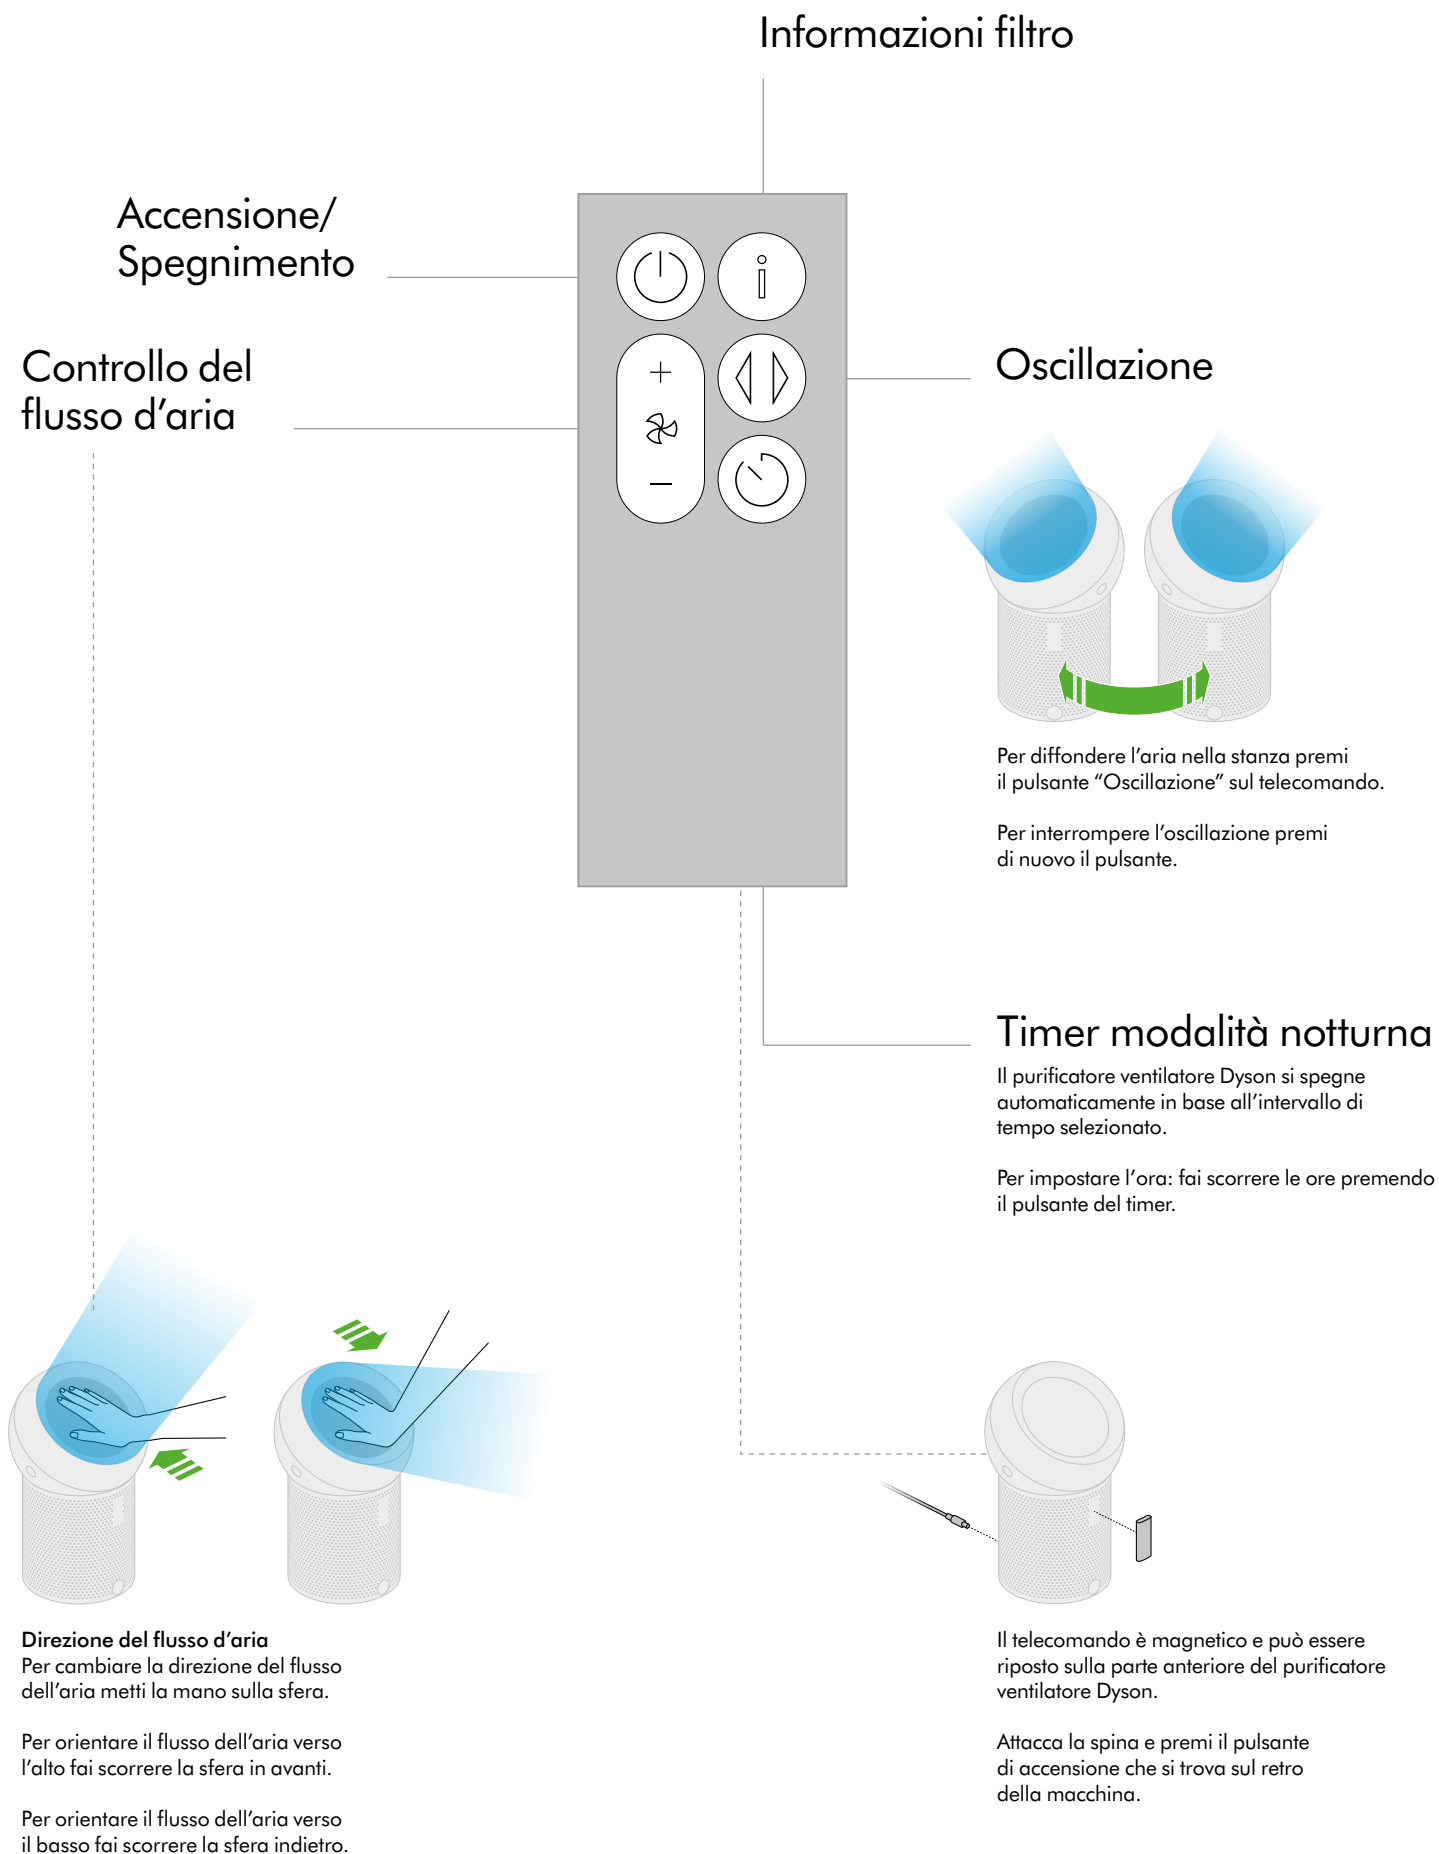 Informazioni filtro
Accensione/
Spegnimento
Controllo del
flusso d’aria
Oscillazione
Per diffondere l’aria nella stanza premi
il pulsante “Oscillazione” sul telecomando.
Per interrompere l’oscillazione premi
di nuovo il pulsante.
Timer modalità notturna
Il purificatore ventilatore Dyson si spegne
automaticamente in base all’intervallo di
tempo selezionato.
Per impostare l’ora: fai scorrere le ore premendo
il pulsante del timer.
Direzione del flusso d’aria
Per cambiare la direzione del flusso
dell’aria metti la mano sulla sfera.
Per orientare il flusso dell’aria verso
l’alto fai scorrere la sfera in avanti.
Per orientare il flusso dell’aria verso
il basso fai scorrere la sfera indietro.
Il telecomando è magnetico e può essere
riposto sulla parte anteriore del purificatore
ventilatore Dyson.
Attacca la spina e premi il pulsante
di accensione che si trova sul retro
della macchina.